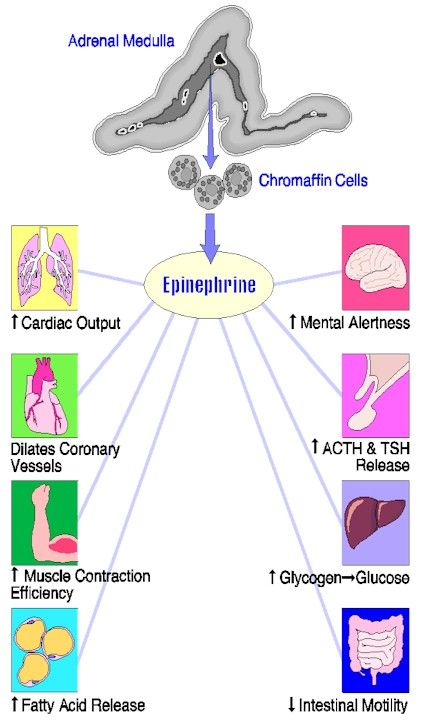 Adrenal Medulla
Chromaffin Cells
Epinephrine
↑ Cardiac Output
↑ Mental Alertness
Dilates Coronary
Vessels
↑ ACTH & TSH
Release
↑ Muscle Contraction
Efficiency
↑ Glycogen→Glucose
↑ Fatty Acid Release
↓ Intestinal Motility